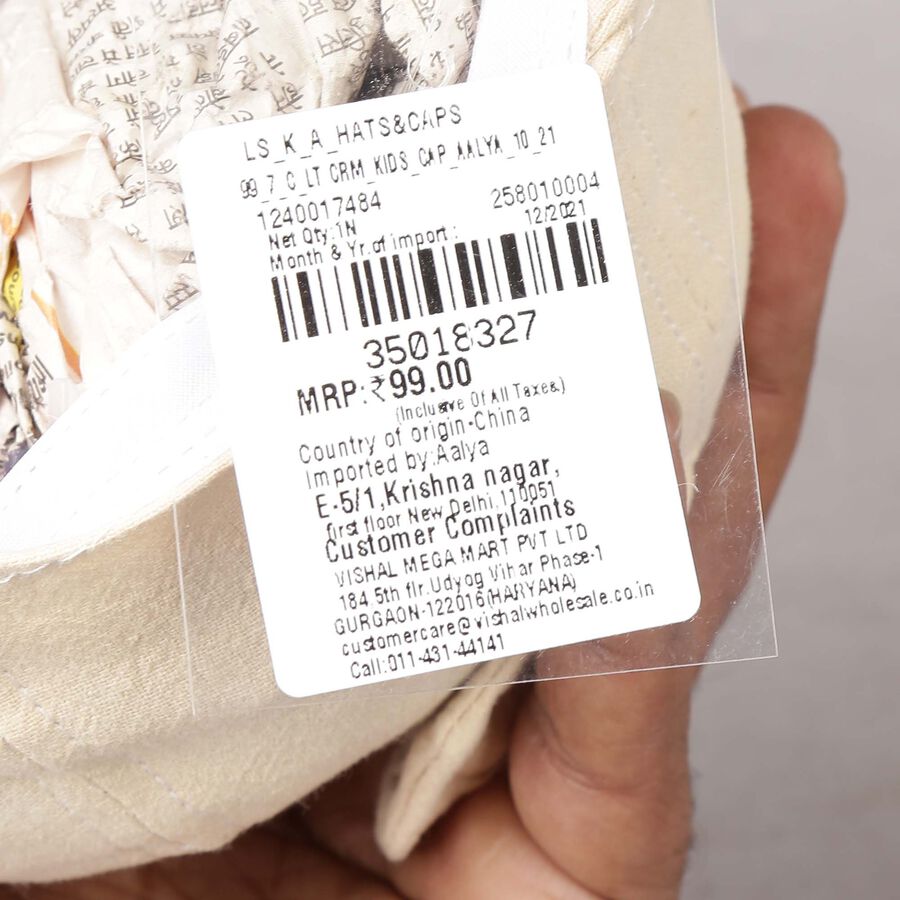 LS_K_A_HATS&CAPS
99_7_C_LT CRM_KIDS_CAP_AALYA_10_21
1240017484 258010004
Net Qty:1N 12/2021
Month & Yr.of import:
35018327
MRP:₹99.00
(Inclusive Of All Taxes.)
Country of origin-China
Imported by:Aalya
E-5/1,Krishna nagar,
first floor New Delhi,110051
Customer Complaints
VISHAL MEGA MART PVT LTD
184,5th flr.Udyog Vihar Phase-1
GURGAON-122016(HARYANA)
customercare@vishalwholesale.co.in
Call:011-431-44141